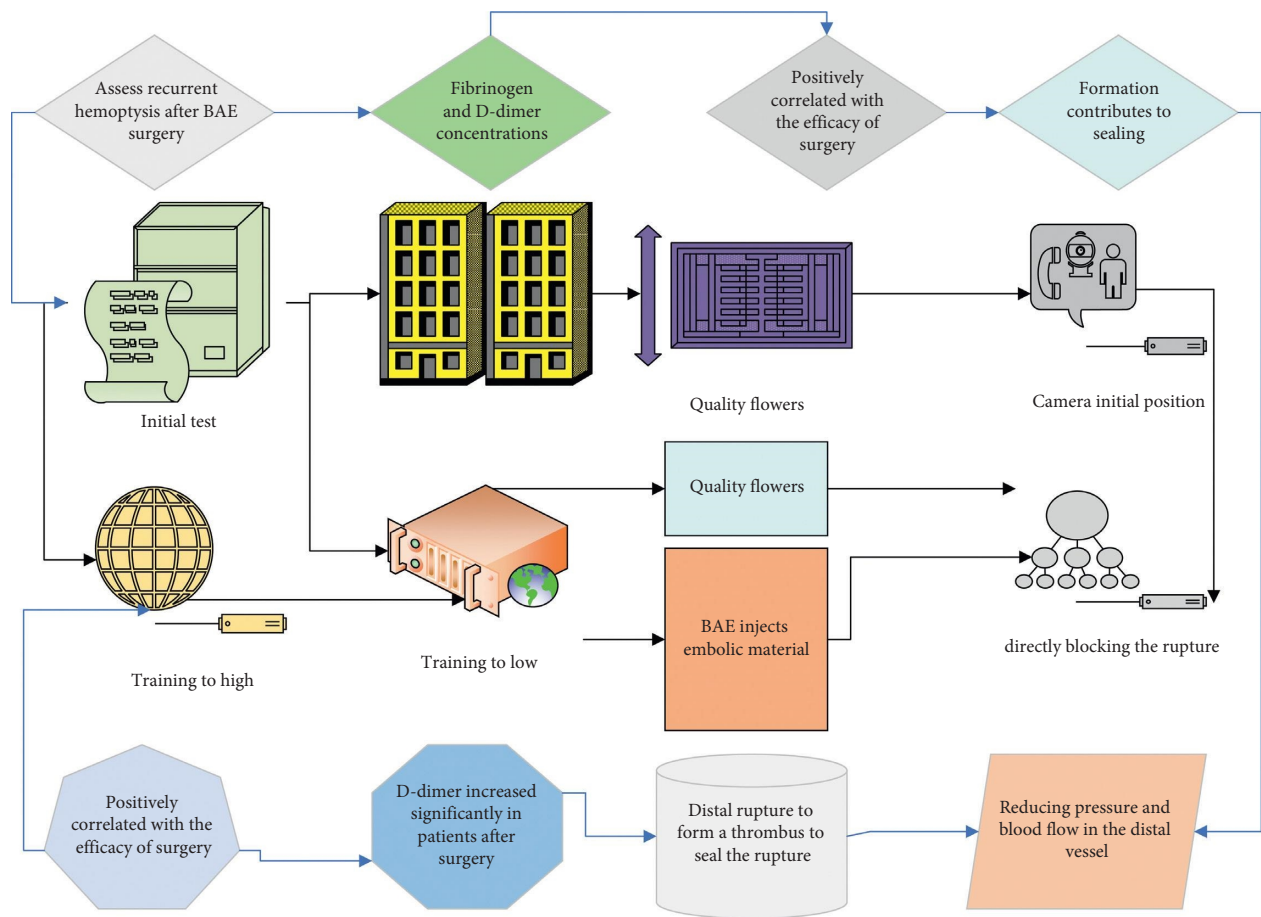 Assess recurrent
hemoptysis after BAE
surgery
Fibrinogen
and D-dimer
concentrations
Positively
correlated with
the efficacy of
surgery
Formation
contributes to
sealing
Initial test
Quality flowers
Camera initial position
Quality flowers
Training to high
Training to low
BAE injects
embolic material
directly blocking the rupture
Positively
correlated with the
efficacy of surgery
D-dimer increased
significantly in
patients after
surgery
Distal rupture to
form a thrombus to
seal the rupture
Reducing pressure and
blood flow in the distal
vessel